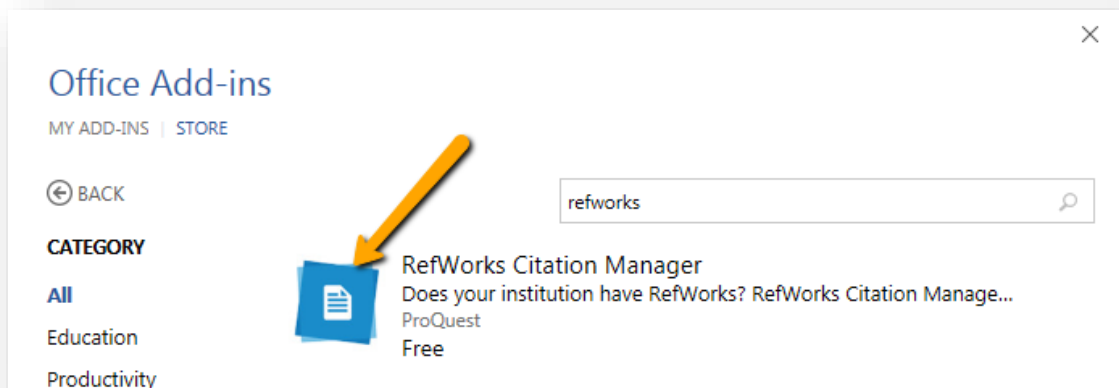 Office Add-ins
MY ADD-INS | STORE
BACK
refworks
CATEGORY
All
Education
Productivity
RefWorks Citation Manager
Does your institution have RefWorks? RefWorks Citation Manage...
ProQuest
Free